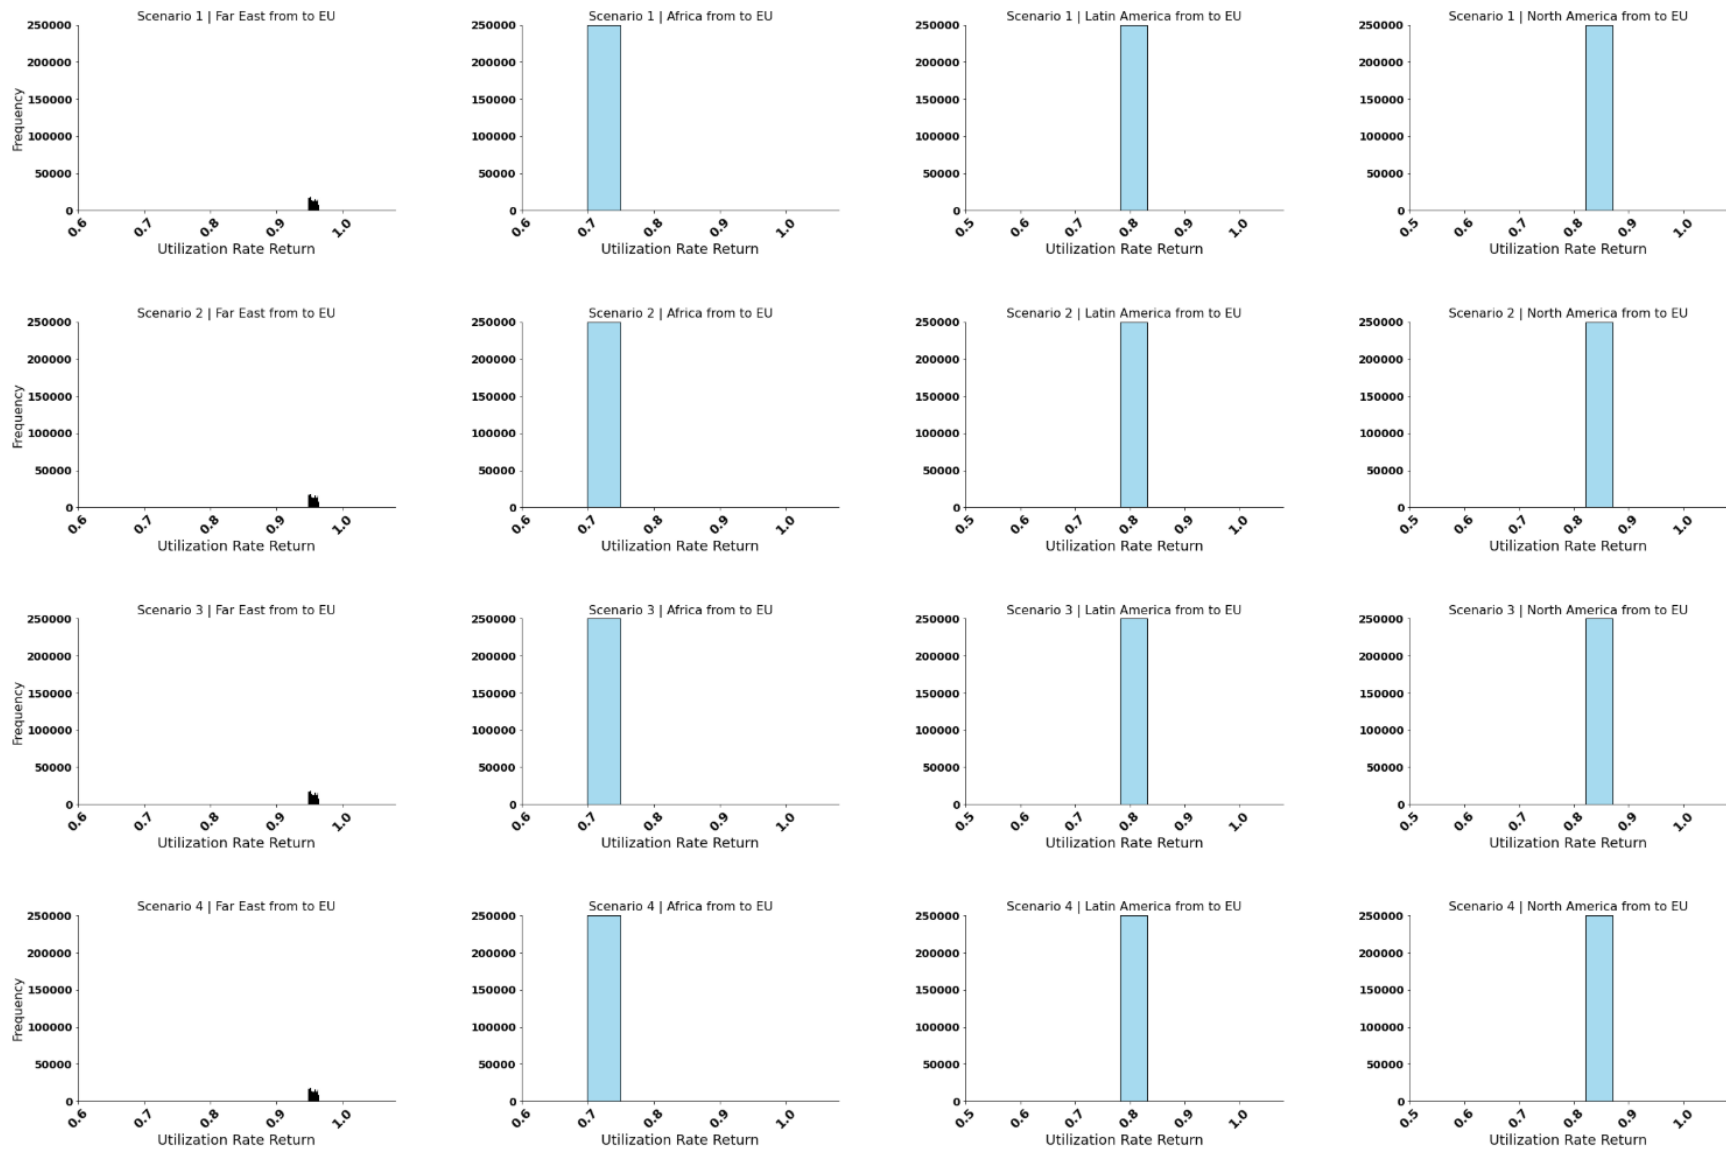 Scenario 1 | Far East from to EU
250000
200000
150000
100000
50000
0
Frequency
0.6 0.7 0.8 0.9 1.0
Utilization Rate Return
Scenario 1 | Africa from to EU
250000
200000
150000
100000
50000
0
0.6 0.7 0.8 0.9 1.0
Utilization Rate Return
Scenario 1 | Latin America from to EU
250000
200000
150000
100000
50000
0
0.5 0.6 0.7 0.8 0.9 1.0
Utilization Rate Return
Scenario 1 | North America from to EU
250000
200000
150000
100000
50000
0
0.5 0.6 0.7 0.8 0.9 1.0
Utilization Rate Return
Scenario 2 | Far East from to EU
250000
200000
150000
100000
50000
0
Frequency
0.6 0.7 0.8 0.9 1.0
Utilization Rate Return
Scenario 2 | Africa from to EU
250000
200000
150000
100000
50000
0
0.6 0.7 0.8 0.9 1.0
Utilization Rate Return
Scenario 2 | Latin America from to EU
250000
200000
150000
100000
50000
0
0.5 0.6 0.7 0.8 0.9 1.0
Utilization Rate Return
Scenario 2 | North America from to EU
250000
200000
150000
100000
50000
0
0.5 0.6 0.7 0.8 0.9 1.0
Utilization Rate Return
Scenario 3 | Far East from to EU
250000
200000
150000
100000
50000
0
Frequency
0.6 0.7 0.8 0.9 1.0
Utilization Rate Return
Scenario 3 | Africa from to EU
250000
200000
150000
100000
50000
0
0.6 0.7 0.8 0.9 1.0
Utilization Rate Return
Scenario 3 | Latin America from to EU
250000
200000
150000
100000
50000
0
0.5 0.6 0.7 0.8 0.9 1.0
Utilization Rate Return
Scenario 3 | North America from to EU
250000
200000
150000
100000
50000
0
0.5 0.6 0.7 0.8 0.9 1.0
Utilization Rate Return
Scenario 4 | Far East from to EU
250000
200000
150000
100000
50000
0
Frequency
0.6 0.7 0.8 0.9 1.0
Utilization Rate Return
Scenario 4 | Africa from to EU
250000
200000
150000
100000
50000
0
0.6 0.7 0.8 0.9 1.0
Utilization Rate Return
Scenario 4 | Latin America from to EU
250000
200000
150000
100000
50000
0
0.5 0.6 0.7 0.8 0.9 1.0
Utilization Rate Return
Scenario 4 | North America from to EU
250000
200000
150000
100000
50000
0
0.5 0.6 0.7 0.8 0.9 1.0
Utilization Rate Return